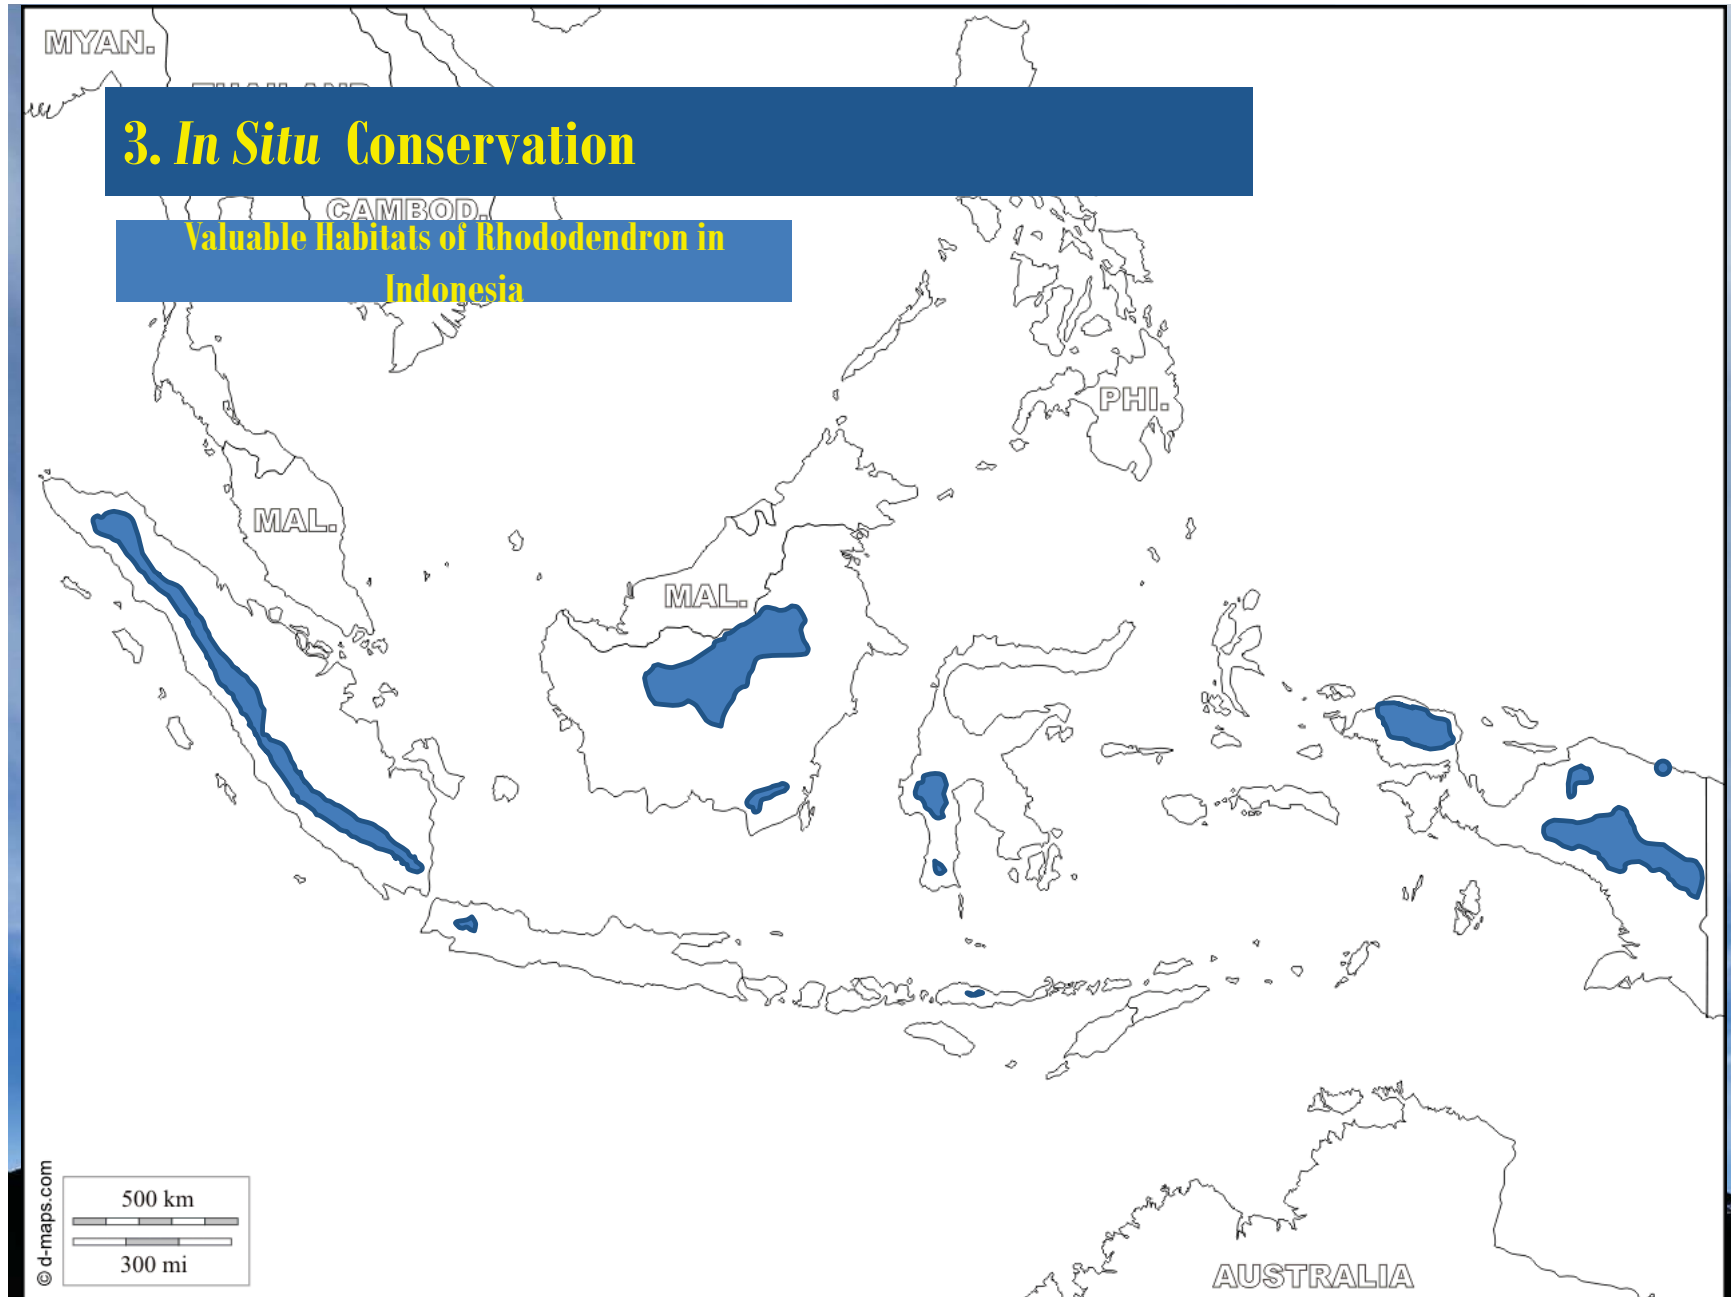 MYAN.
THAILAND
3. In Situ Conservation
CAMBOD.
Valuable Habitats of Rhododendron in
Indonesia
PHI.
MAL.
MAL.
500 km
300 mi
© d-maps.com
AUSTRALIA